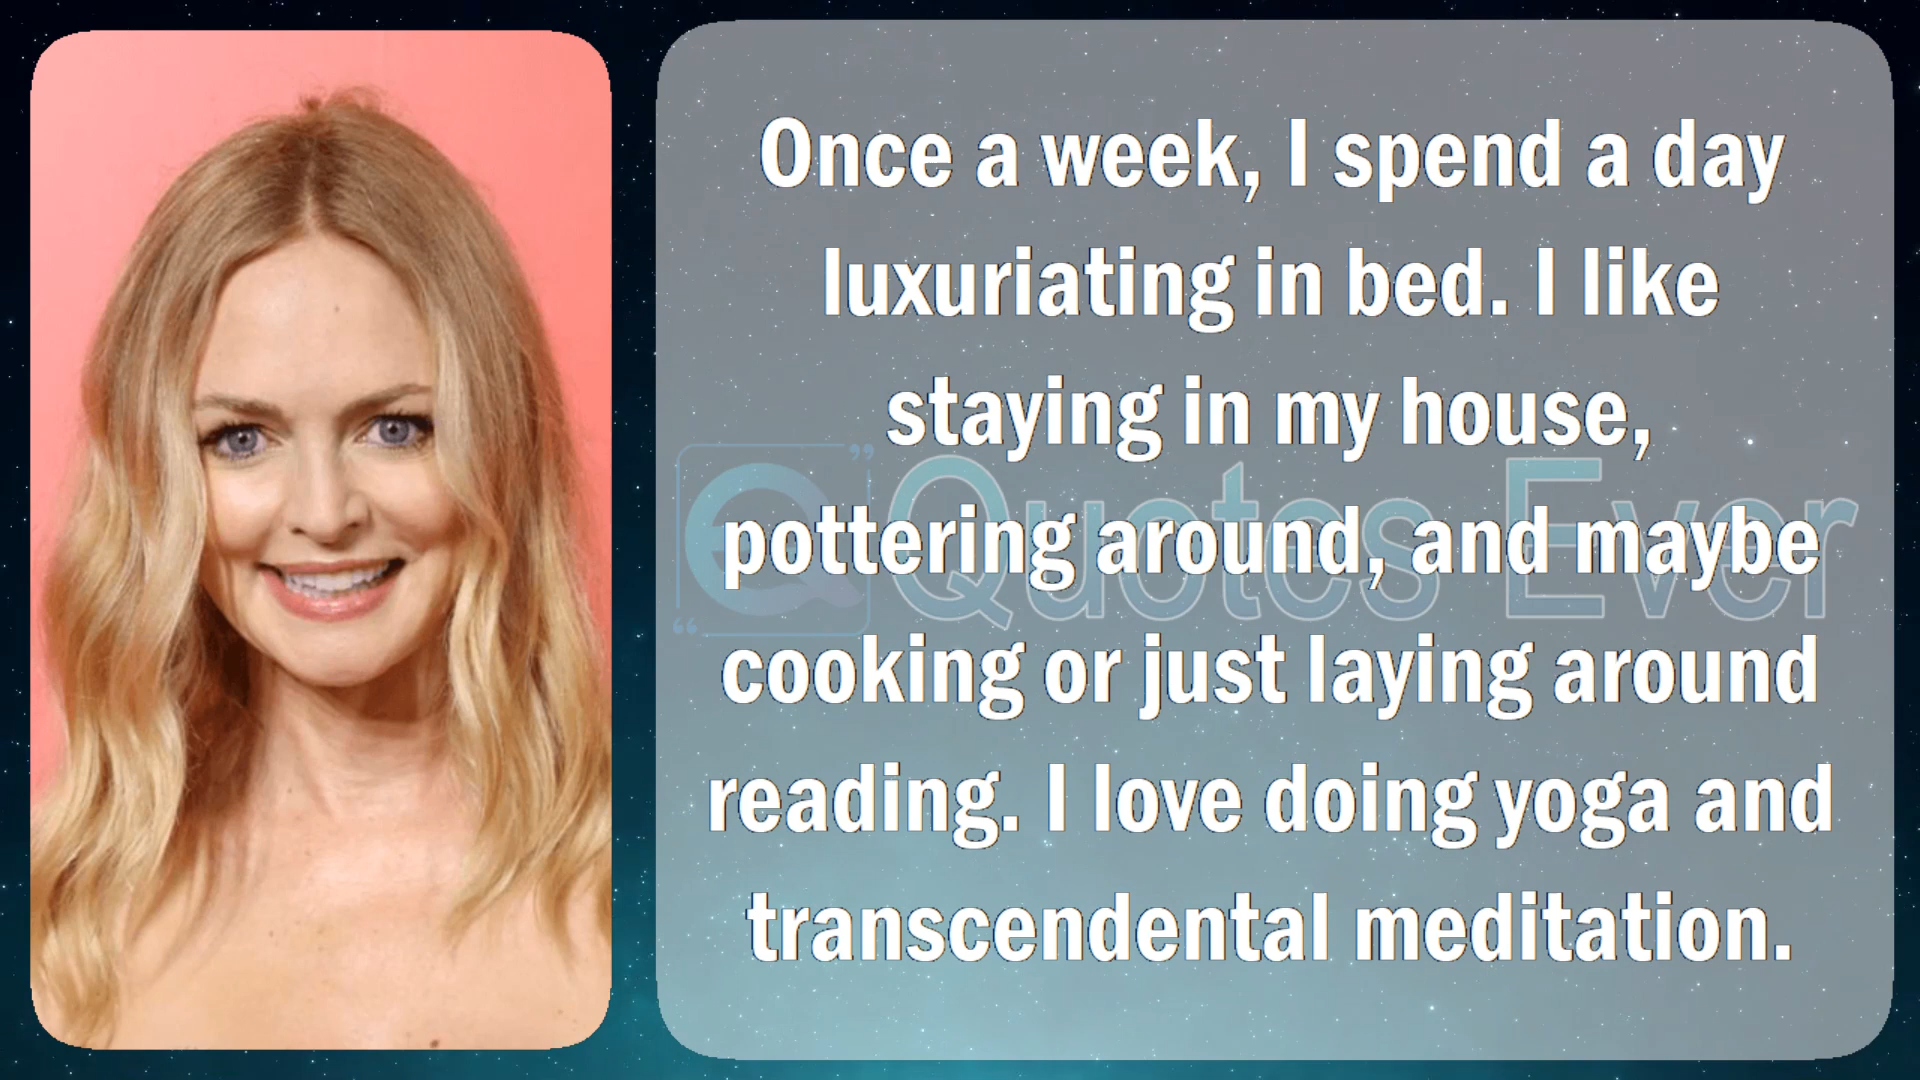 Once a week, I spend a day
luxuriating in bed. I like
staying in my house,
pottering around, and maybe
cooking or just laying around
reading. I love doing yoga and
transcendental meditation.
Quotes Ever